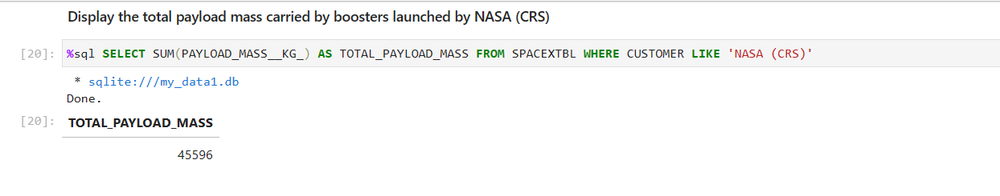 Display the total payload mass carried by boosters launched by NASA (CRS)
[20]: %sql SELECT SUM(PAYLOAD_MASS__KG_) AS TOTAL_PAYLOAD_MASS FROM SPACEXTBL WHERE CUSTOMER LIKE 'NASA (CRS)'
* sqlite:///my_data1.db
Done.
[20]: TOTAL_PAYLOAD_MASS
45596